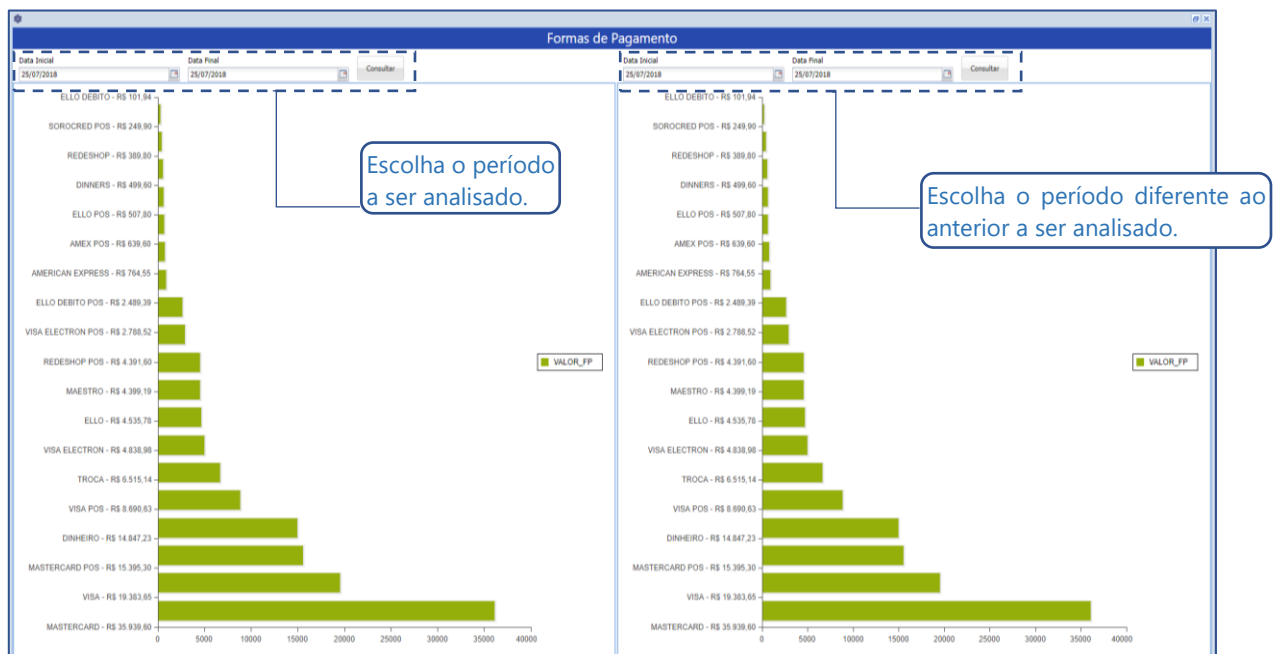 Formas de Pagamento
Data Inicial
Data Final
25/07/2018
25/07/2018
Consultar
ELLO DEBITO - R$ 101,94
SOROCRED POS - R$ 249,90
REDESHOP - R$ 389,80
DINNERS - R$ 499,60
ELLO POS - R$ 507,80
AMEX POS - R$ 639,60
AMERICAN EXPRESS - R$ 764,55
ELLO DEBITO POS - R$ 2.489,39
VISA ELECTRON POS - R$ 2.788,52
REDESHOP POS - R$ 4.391,60
MAESTRO - R$ 4.399,19
ELLO - R$ 4.535,78
VISA ELECTRON - R$ 4.838,98
TROCA - R$ 6.515,14
VISA POS - R$ 8.690,63
DINHEIRO - R$ 14.847,23
MASTERCARD POS - R$ 15.395,30
VISA - R$ 19.383,65
MASTERCARD - R$ 35.939,60
0 5000 10000 15000 20000 25000 30000 35000 40000
VALOR_FP
Escolha o período
a ser analisado.
Data Inicial
Data Final
25/07/2018
25/07/2018
Consultar
ELLO DEBITO - R$ 101,94
SOROCRED POS - R$ 249,90
REDESHOP - R$ 389,80
DINNERS - R$ 499,60
ELLO POS - R$ 507,80
AMEX POS - R$ 639,60
AMERICAN EXPRESS - R$ 764,55
ELLO DEBITO POS - R$ 2.489,39
VISA ELECTRON POS - R$ 2.788,52
REDESHOP POS - R$ 4.391,60
MAESTRO - R$ 4.399,19
ELLO - R$ 4.535,78
VISA ELECTRON - R$ 4.838,98
TROCA - R$ 6.515,14
VISA POS - R$ 8.690,63
DINHEIRO - R$ 14.847,23
MASTERCARD POS - R$ 15.395,30
VISA - R$ 19.383,65
MASTERCARD - R$ 35.939,60
0 5000 10000 15000 20000 25000 30000 35000 40000
VALOR_FP
Escolha o período diferente ao
anterior a ser analisado.